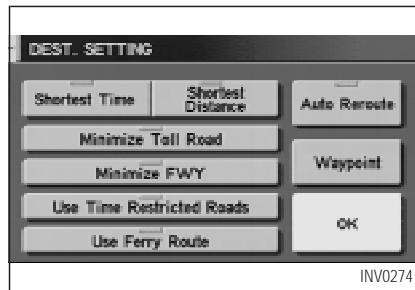 DEST. SETTING
Shortest Time
Shortest
Distance
Auto Reroute
Minimize Toll Road
Minimize FWY
Waypoint
Use Time Restricted Roads
Use Ferry Route
OK
INV0274